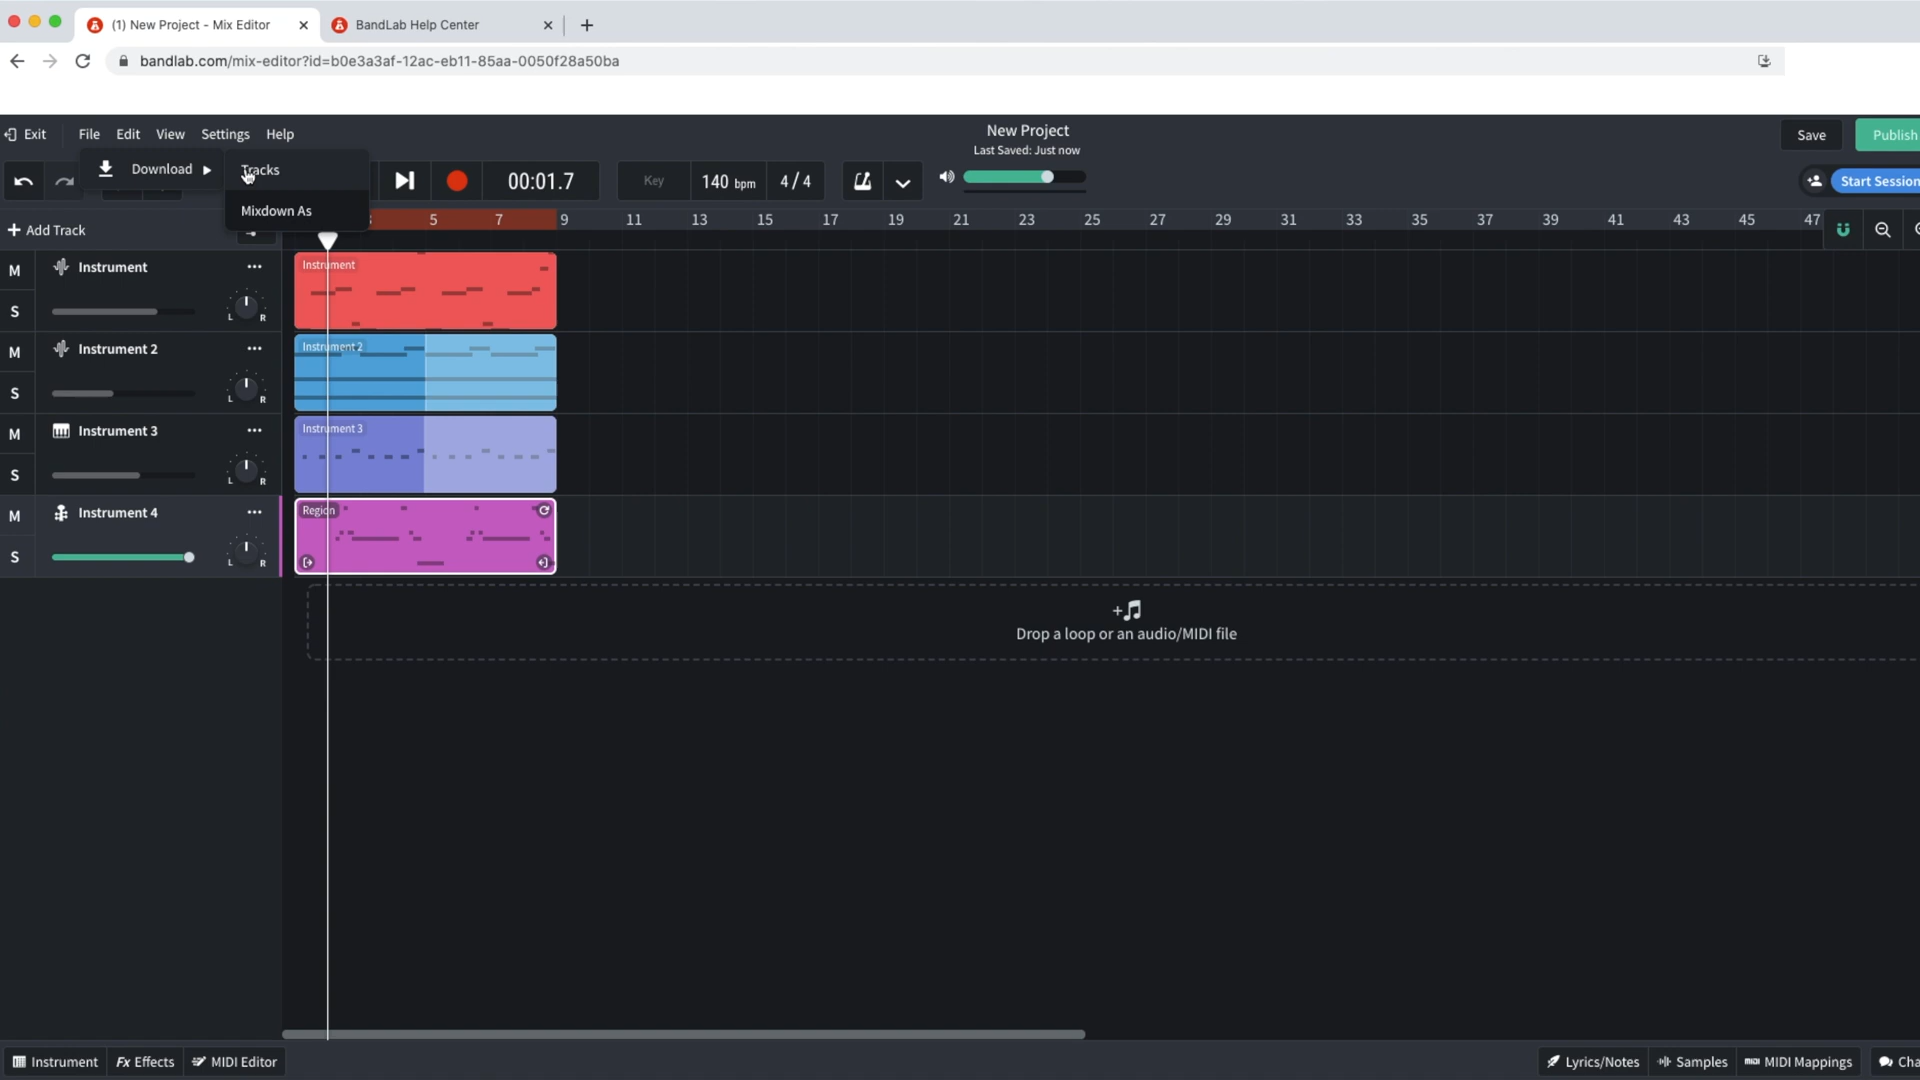 (1) New Project - Mix Editor
BandLab Help Center
bandlab.com/mix-editor?id=b0e3a3af-12ac-eb11-85aa-0050f28a50ba
Exit File Edit View Settings Help
New Project
Last Saved: Just now
Save Publish
Download Tracks
Mixdown As
00:01.7
Key
140 bpm
4 / 4
Start Session
Add Track
5 7 9 11 13 15 17 19 21 23 25 27 29 31 33 35 37 39 41 43 45 47
M Instrument
S L R
Instrument
M Instrument 2
S L R
Instrument 2
M Instrument 3
S L R
Instrument 3
M Instrument 4
S L R
Region
Drop a loop or an audio/MIDI file
Instrument Fx Effects MIDI Editor
Lyrics/Notes Samples MIDI MIDI Mappings Cha